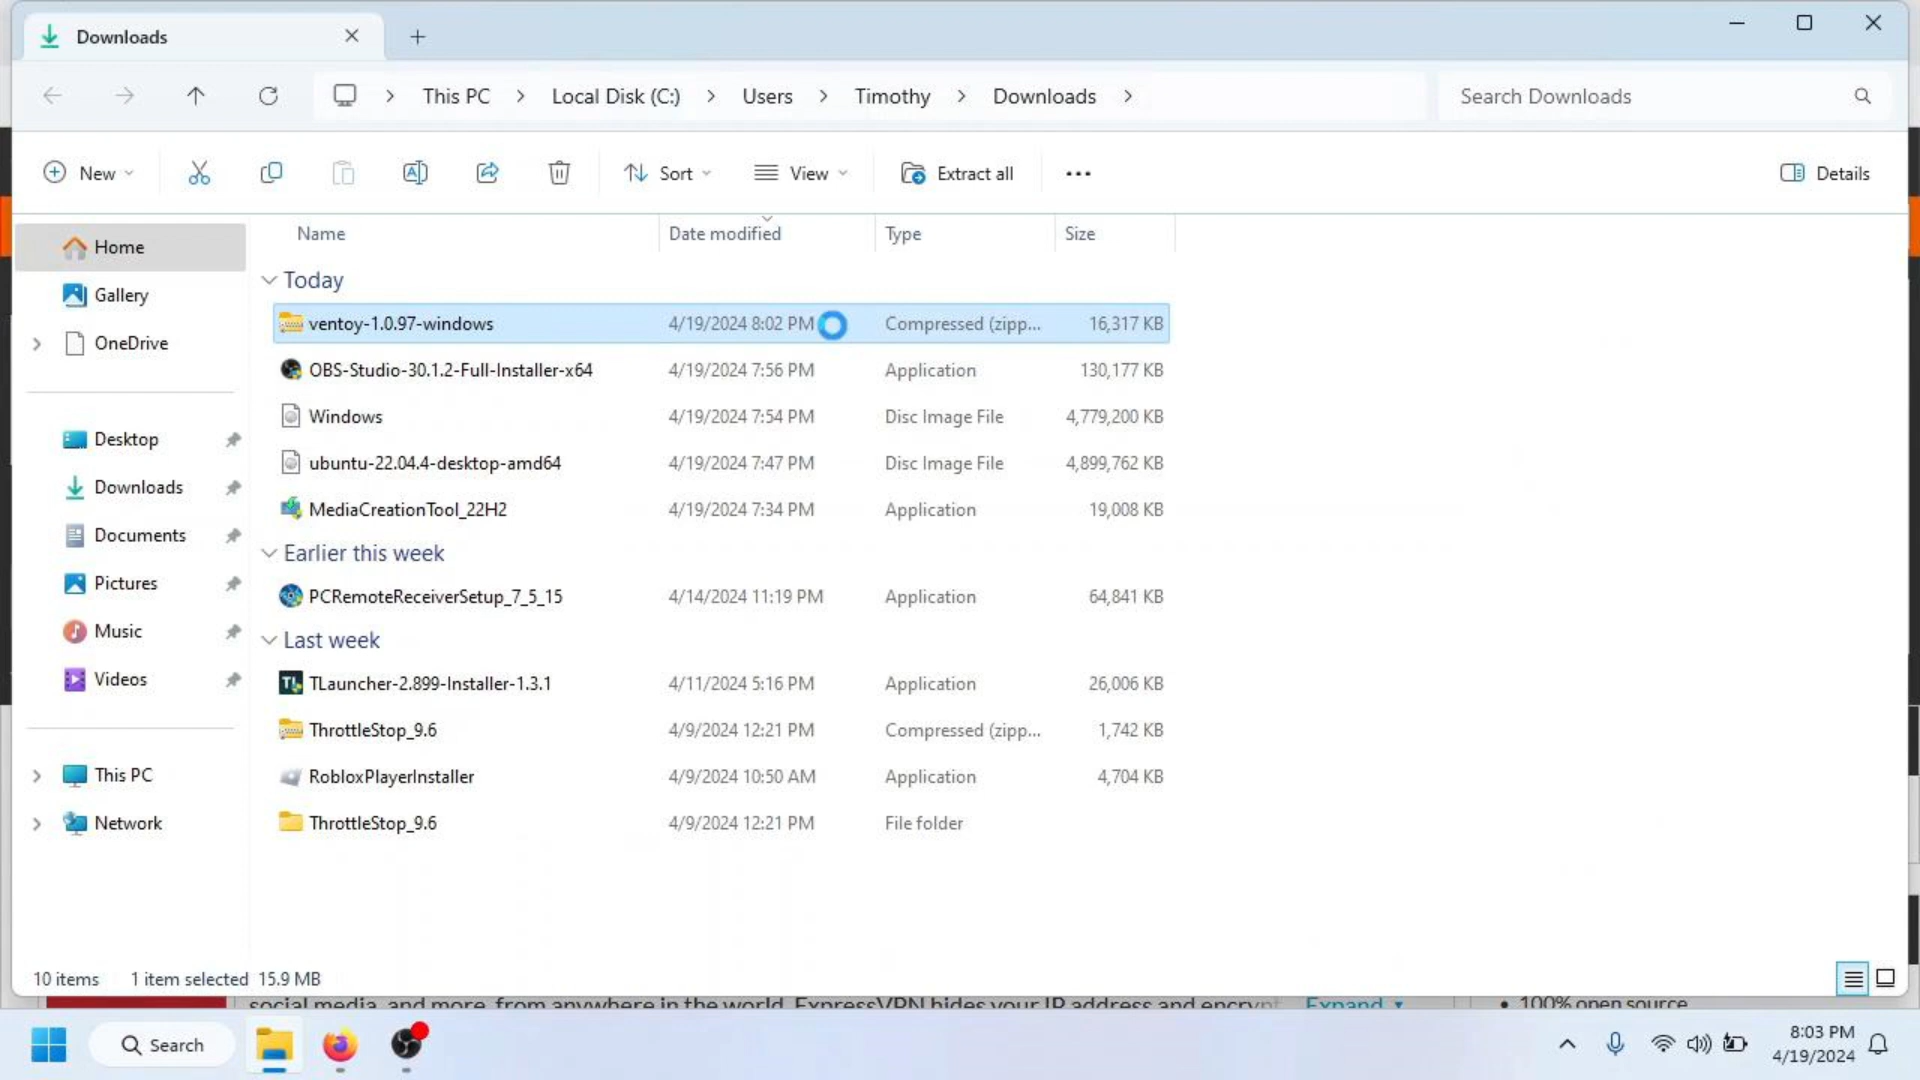 Downloads
This PC
Local Disk (C:)
Users
Timothy
Downloads
Search Downloads
New
Sort
View
Extract all
Details
Name
Date modified
Type
Size
Home
Gallery
OneDrive
Desktop
Downloads
Documents
Pictures
Music
Videos
This PC
Network
Today
ventoy-1.0.97-windows 4/19/2024 8:02 PM Compressed (zipp... 16,317 KB
OBS-Studio-30.1.2-Full-Installer-x64 4/19/2024 7:56 PM Application 130,177 KB
Windows 4/19/2024 7:54 PM Disc Image File 4,779,200 KB
ubuntu-22.04.4-desktop-amd64 4/19/2024 7:47 PM Disc Image File 4,899,762 KB
MediaCreationTool_22H2 4/19/2024 7:34 PM Application 19,008 KB
Earlier this week
PCRemoteReceiverSetup_7_5_15 4/14/2024 11:19 PM Application 64,841 KB
Last week
TLauncher-2.899-Installer-1.3.1 4/11/2024 5:16 PM Application 26,006 KB
ThrottleStop_9.6 4/9/2024 12:21 PM Compressed (zipp... 1,742 KB
RobloxPlayerInstaller 4/9/2024 10:50 AM Application 4,704 KB
ThrottleStop_9.6 4/9/2024 12:21 PM File folder
10 items 1 item selected 15.9 MB
social media, and more, from anywhere in the world. ExpressVPN hides your IP address and encrypt
Expand
100% open source
Search
8:03 PM
4/19/2024